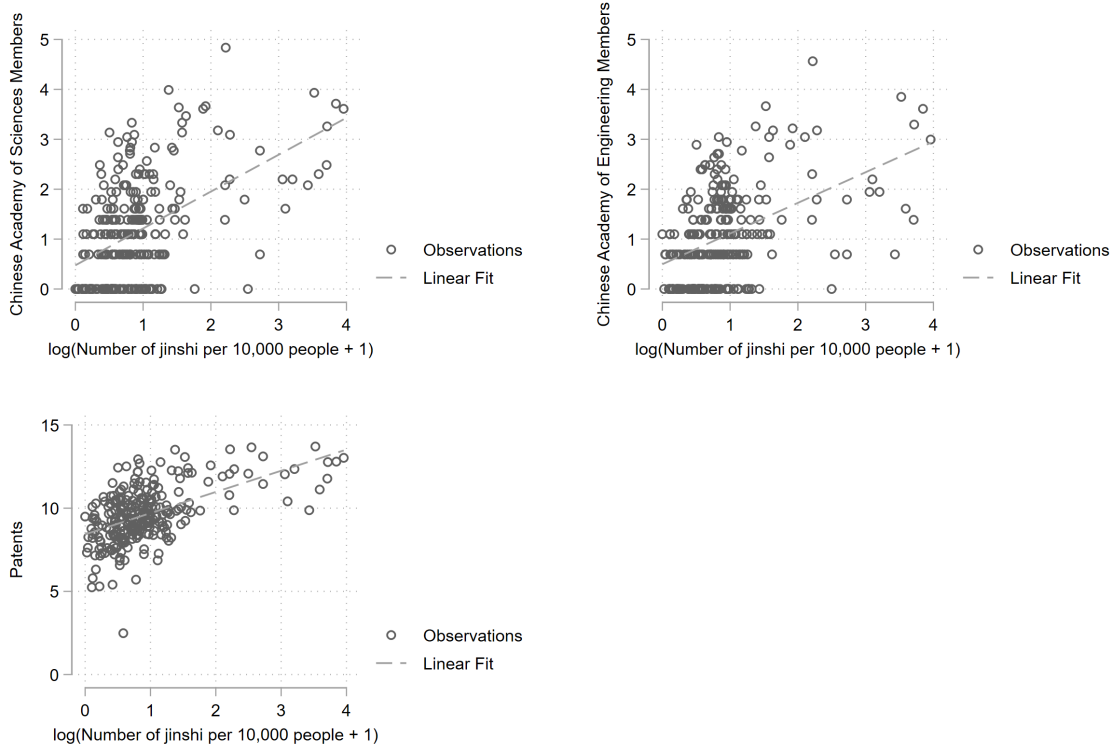 Chinese Academy of Sciences Members
5
4
3
2
1
0
0 1 2 3 4
log(Number of jinshi per 10,000 people + 1)
Observations
Linear Fit
Chinese Academy of Engineering Members
5
4
3
2
1
0
0 1 2 3 4
log(Number of jinshi per 10,000 people + 1)
Observations
Linear Fit
Patents
15
10
5
0
0 1 2 3 4
log(Number of jinshi per 10,000 people + 1)
Observations
Linear Fit